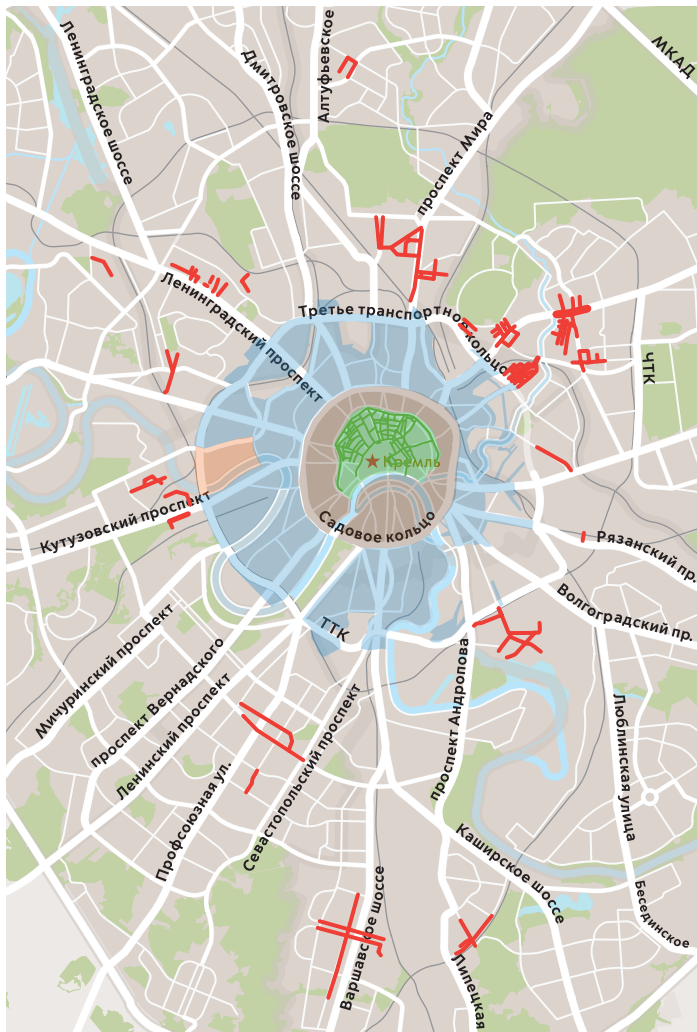 Ленинградское шоссе
Дмитровское шоссе
Алтуфьевское
МКАД
проспект Мира
Ленинградский проспект
Третье транспортное кольцо
ЧТК
Кремль
Садовое кольцо
Кутузовский проспект
Рязанский пр.
Волгоградский пр.
ТТК
Мичуринский проспект
проспект Вернадского
Ленинский проспект
Профсоюзная ул.
Севастопольский проспект
проспект Андропова
Люблинская улица
Каширское шоссе
Бесединское
Варшавское шоссе
Липецкая